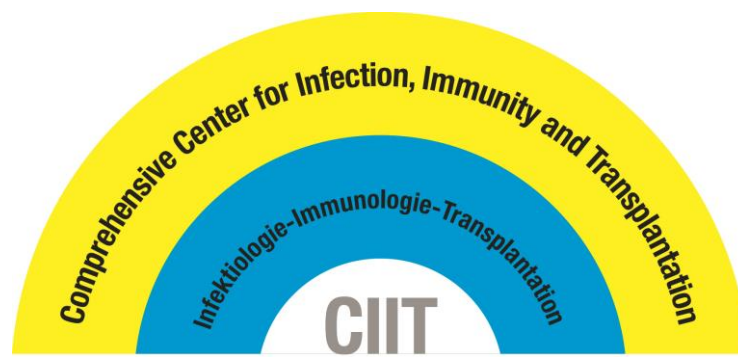 Comprehensive Center for Infection, Immunity and Transplantation
Infektiologie-Immunologie-Transplantation
CIIT